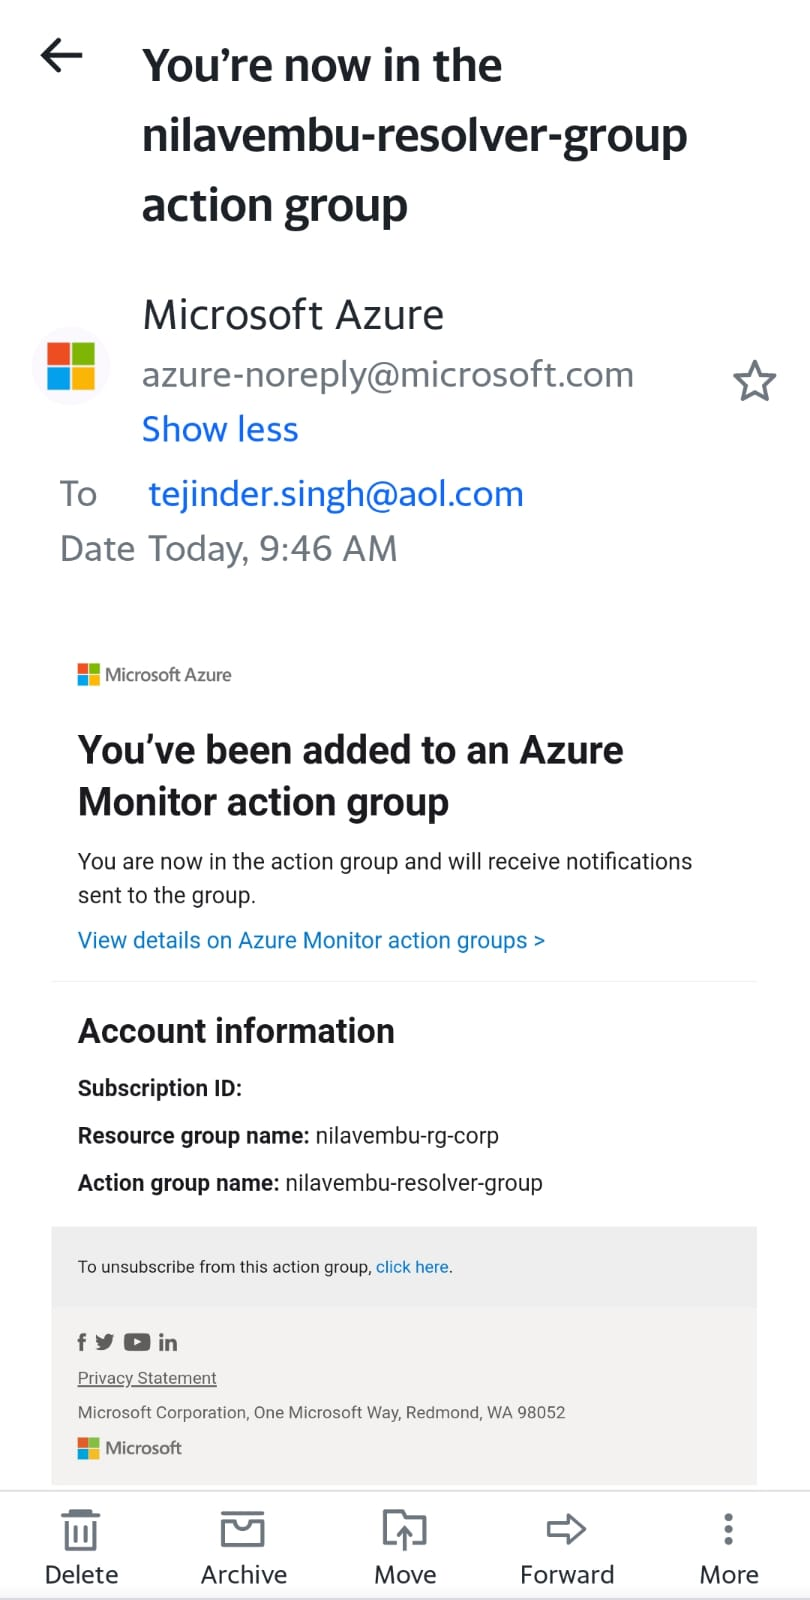 You’re now in the
nilavembu-resolver-group
action group
Microsoft Azure
azure-noreply@microsoft.com
Show less
To tejinder.singh@aol.com
Date Today, 9:46 AM
Microsoft Azure
You’ve been added to an Azure
Monitor action group
You are now in the action group and will receive notifications
sent to the group.
View details on Azure Monitor action groups >
Account information
Subscription ID:
Resource group name: nilavembu-rg-corp
Action group name: nilavembu-resolver-group
To unsubscribe from this action group, click here.
Privacy Statement
Microsoft Corporation, One Microsoft Way, Redmond, WA 98052
Microsoft
Delete Archive Move Forward More